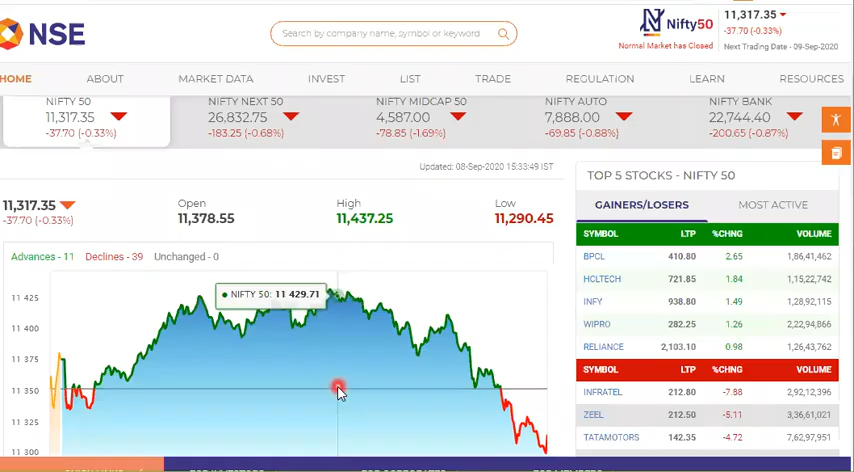 NSE
Search by company name, symbol or keyword
Nifty50
11,317.35
-37.70 (-0.33%)
Normal Market has Closed
Next Trading Date - 09-Sep-2020
HOME ABOUT MARKET DATA INVEST LIST TRADE REGULATION LEARN RESOURCES
NIFTY 50 NIFTY NEXT 50 NIFTY MIDCAP 50 NIFTY AUTO NIFTY BANK
11,317.35 26,832.75 4,587.00 7,888.00 22,744.40
-37.70 (-0.33%) -183.25 (-0.68%) -78.85 (-1.69%) -69.85 (-0.88%) -200.65 (-0.87%)
Updated: 08-Sep-2020 15:33:49 IST
11,317.35 Open High Low
-37.70 (-0.33%) 11,378.55 11,437.25 11,290.45
Advances - 11 Declines - 39 Unchanged - 0
NIFTY 50: 11 429.71
11 425
11 400
11 375
11 350
11 325
11 300
TOP 5 STOCKS - NIFTY 50
GAINERS/LOSERS MOST ACTIVE
SYMBOL LTP %CHNG VOLUME
BPCL 410.80 2.65 1,86,41,462
HCLTECH 721.85 1.84 1,15,22,742
INFY 938.80 1.49 1,28,92,115
WIPRO 282.25 1.26 2,22,94,866
RELIANCE 2,103.10 0.98 1,26,43,762
SYMBOL LTP %CHNG VOLUME
INFRATEL 212.80 -7.88 2,92,12,396
ZEEL 212.50 -5.11 3,36,61,021
TATAMOTORS 142.35 -4.72 7,62,97,951